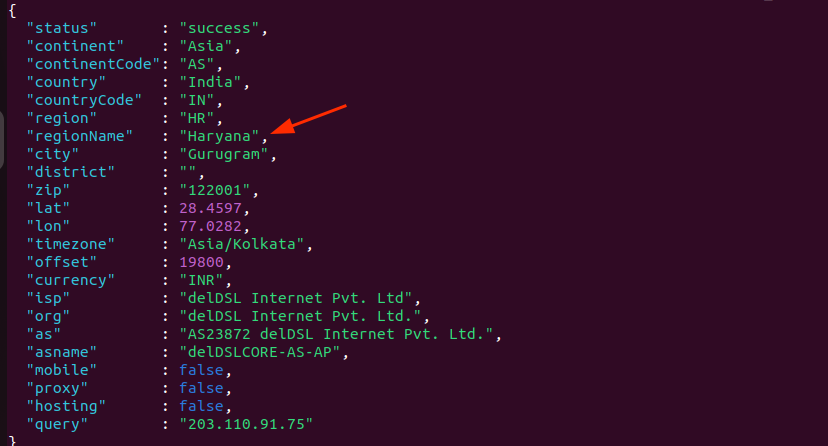 {
"status" : "success",
"continent" : "Asia",
"continentCode": "AS",
"country" : "India",
"countryCode" : "IN",
"region" : "HR",
"regionName" : "Haryana",
"city" : "Gurugram",
"district" : "",
"zip" : "122001",
"lat" : 28.4597,
"lon" : 77.0282,
"timezone" : "Asia/Kolkata",
"offset" : 19800,
"currency" : "INR",
"isp" : "delDSL Internet Pvt. Ltd",
"org" : "delDSL Internet Pvt. Ltd.",
"as" : "AS23872 delDSL Internet Pvt. Ltd.",
"asname" : "delDSLCORE-AS-AP",
"mobile" : false,
"proxy" : false,
"hosting" : false,
"query" : "203.110.91.75"
}